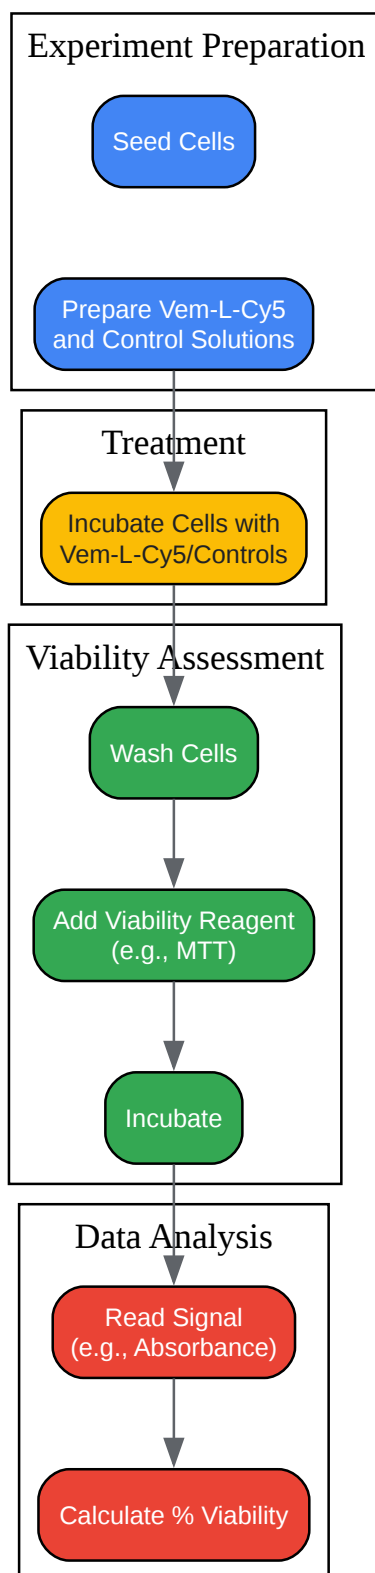 Experiment Preparation
Seed Cells
Prepare Vem-L-Cy5
and Control Solutions
Treatment
Incubate Cells with
Vem-L-Cy5/Controls
Viability Assessment
Wash Cells
Add Viability Reagent
(e.g., MTT)
Incubate
Data Analysis
Read Signal
(e.g., Absorbance)
Calculate % Viability